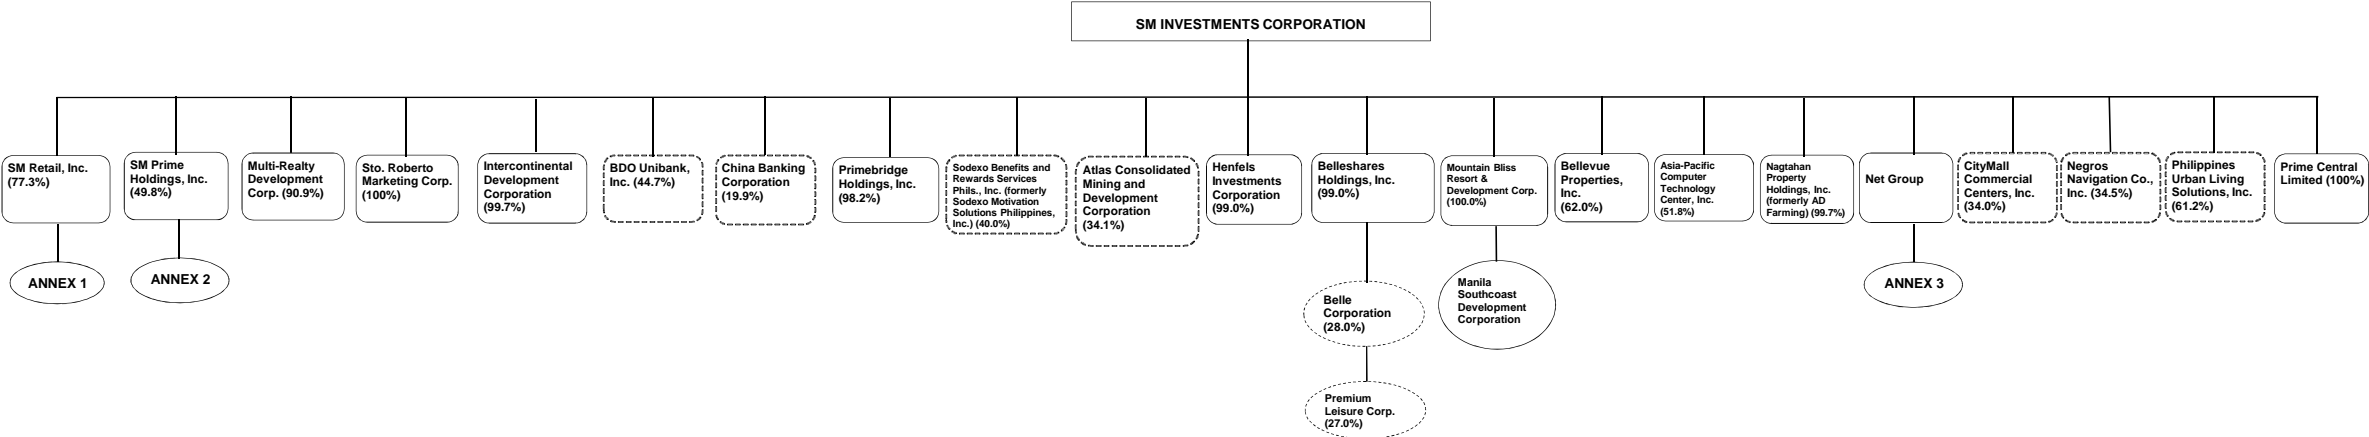 SM INVESTMENTS CORPORATION
SM Retail, Inc.
(77.3%)
SM Prime
Holdings, Inc.
(49.8%)
Multi-Realty
Development
Corp. (90.9%)
Sto. Roberto
Marketing Corp.
(100%)
Intercontinental
Development
Corporation
(99.7%)
BDO Unibank,
Inc. (44.7%)
China Banking
Corporation
(19.9%)
Primebridge
Holdings, Inc.
(98.2%)
Sodexo Benefits and
Rewards Services
Phils., Inc. (formerly
Sodexo Motivation
Solutions Philippines,
Inc.) (40.0%)
Atlas Consolidated
Mining and
Development
Corporation
(34.1%)
Henfels
Investments
Corporation
(99.0%)
Belleshares
Holdings, Inc.
(99.0%)
Mountain Bliss
Resort &
Development Corp.
(100.0%)
Bellevue
Properties,
Inc.
(62.0%)
Asia-Pacific
Computer
Technology
Center, Inc.
(51.8%)
Nagtahan
Property
Holdings, Inc.
(formerly AD
Farming) (99.7%)
Net Group
CityMall
Commercial
Centers, Inc.
(34.0%)
Negros
Navigation Co.,
Inc. (34.5%)
Philippines
Urban Living
Solutions, Inc.
(61.2%)
Prime Central
Limited (100%)
ANNEX 1
ANNEX 2
Belle
Corporation
(28.0%)
Manila
Southcoast
Development
Corporation
ANNEX 3
Premium
Leisure Corp.
(27.0%)